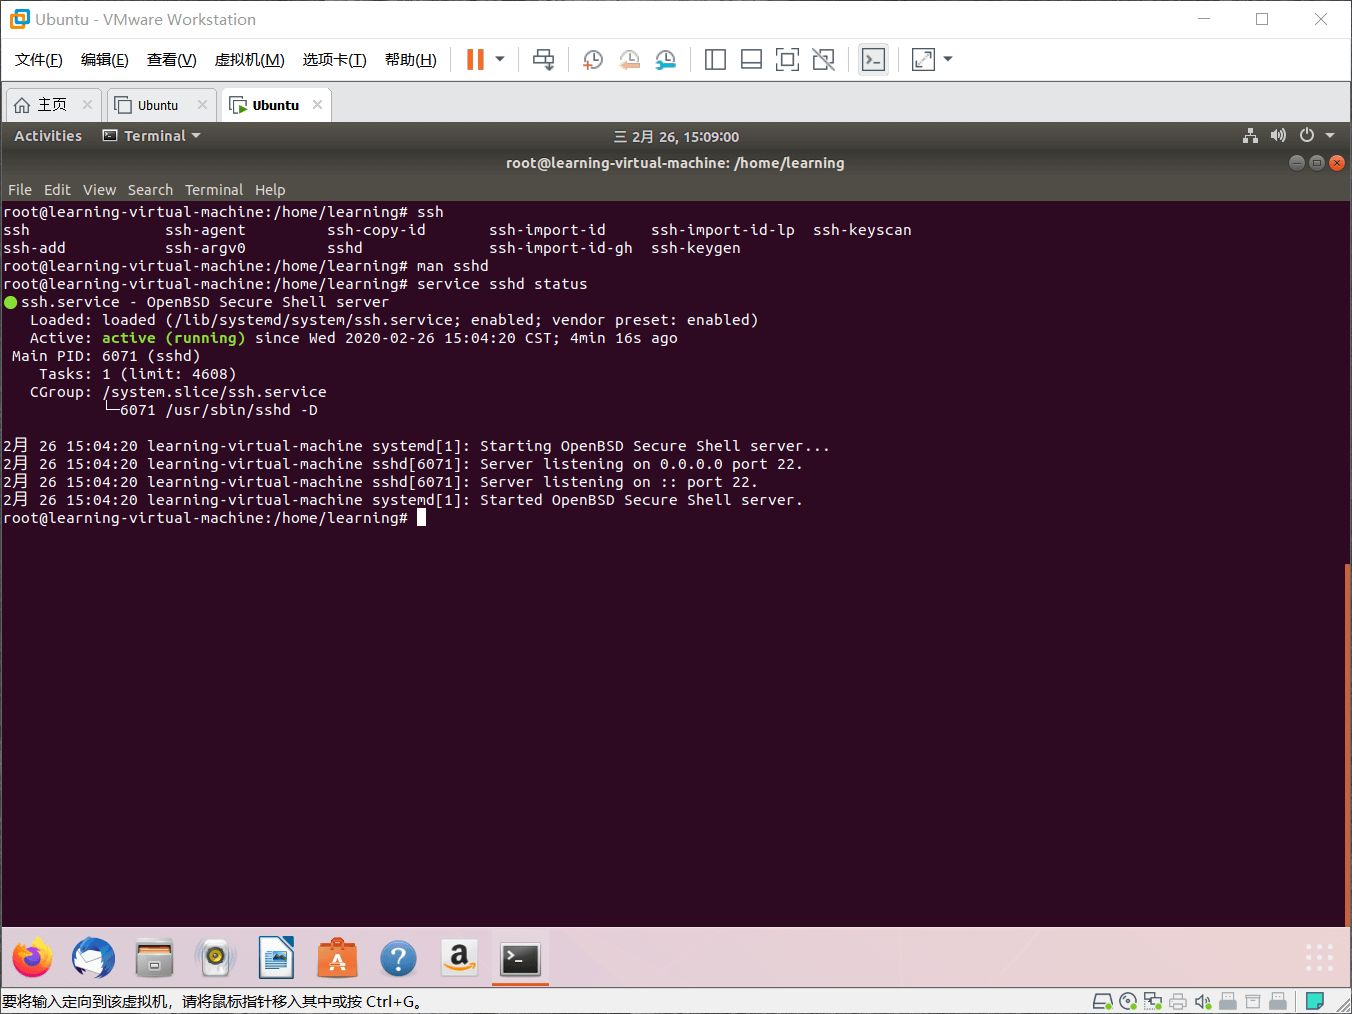 Ubuntu - VMware Workstation
文件(F) 编辑(E) 查看(V) 虚拟机(M) 选项卡(T) 帮助(H)
主页 Ubuntu Ubuntu
Activities Terminal 三 2月 26, 15:09:00
root@learning-virtual-machine: /home/learning
File Edit View Search Terminal Help
root@learning-virtual-machine:/home/learning# ssh
ssh ssh-agent ssh-copy-id ssh-import-id ssh-import-id-lp ssh-keyscan
ssh-add ssh-argv0 sshd ssh-import-id-gh ssh-keygen
root@learning-virtual-machine:/home/learning# man sshd
root@learning-virtual-machine:/home/learning# service sshd status
ssh.service - OpenBSD Secure Shell server
Loaded: loaded (/lib/systemd/system/ssh.service; enabled; vendor preset: enabled)
Active: active (running) since Wed 2020-02-26 15:04:20 CST; 4min 16s ago
Main PID: 6071 (sshd)
Tasks: 1 (limit: 4608)
CGroup: /system.slice/ssh.service
└─6071 /usr/sbin/sshd -D
2月 26 15:04:20 learning-virtual-machine systemd[1]: Starting OpenBSD Secure Shell server...
2月 26 15:04:20 learning-virtual-machine sshd[6071]: Server listening on 0.0.0.0 port 22.
2月 26 15:04:20 learning-virtual-machine sshd[6071]: Server listening on :: port 22.
2月 26 15:04:20 learning-virtual-machine systemd[1]: Started OpenBSD Secure Shell server.
root@learning-virtual-machine:/home/learning#
要将输入定向到该虚拟机，请将鼠标指针移入其中或按 Ctrl+G。